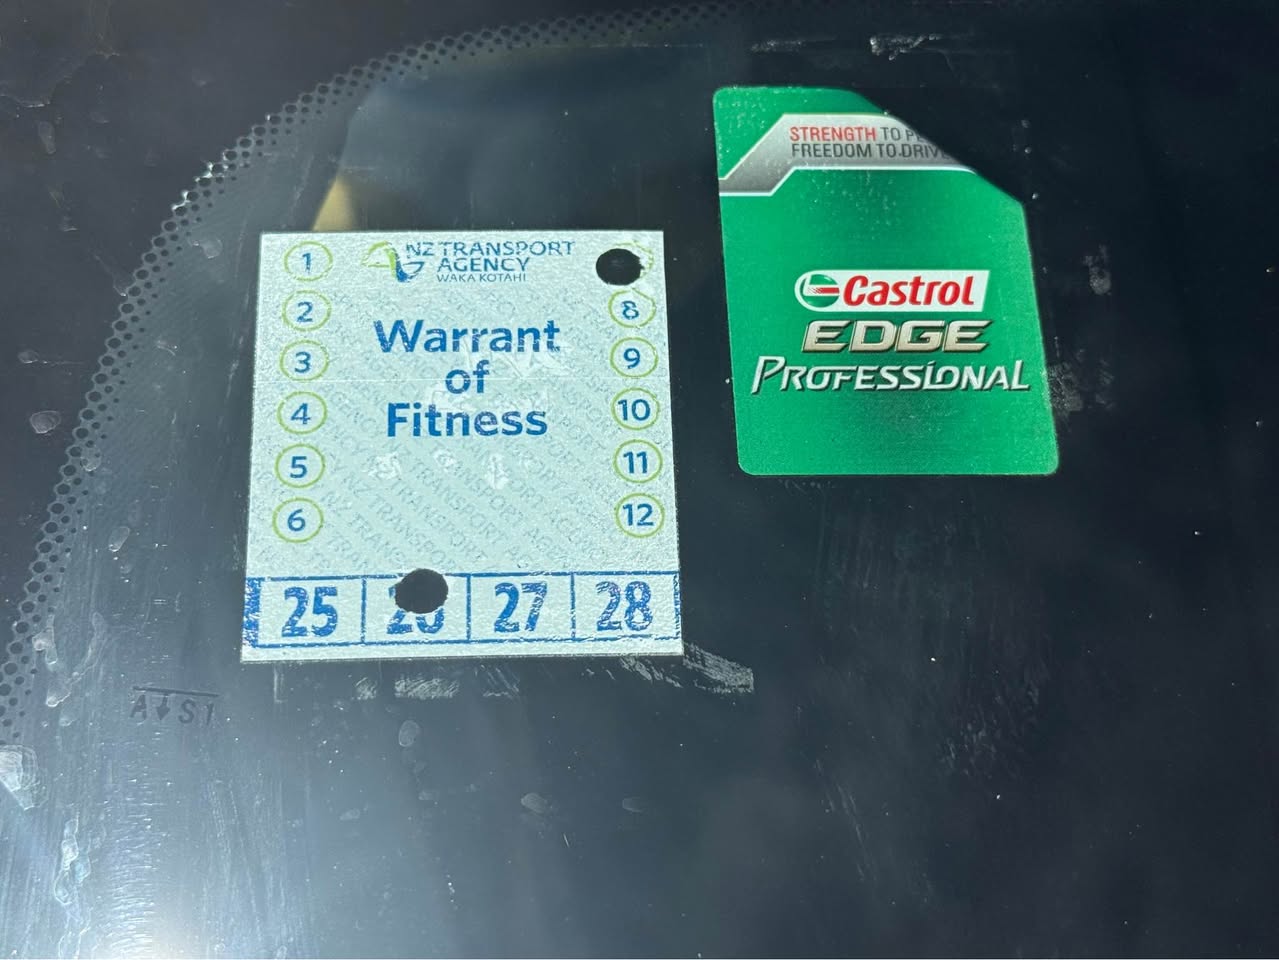 1
NZ TRANSPORT
AGENCY
WAKA KOTAHI
2
8
3
9
4
10
5
11
6
12
Warrant
of
Fitness
25
27
28
STRENGTH TO
FREEDOM TO DRIVE
Castrol
EDGE
PROFESSIONAL
A S1